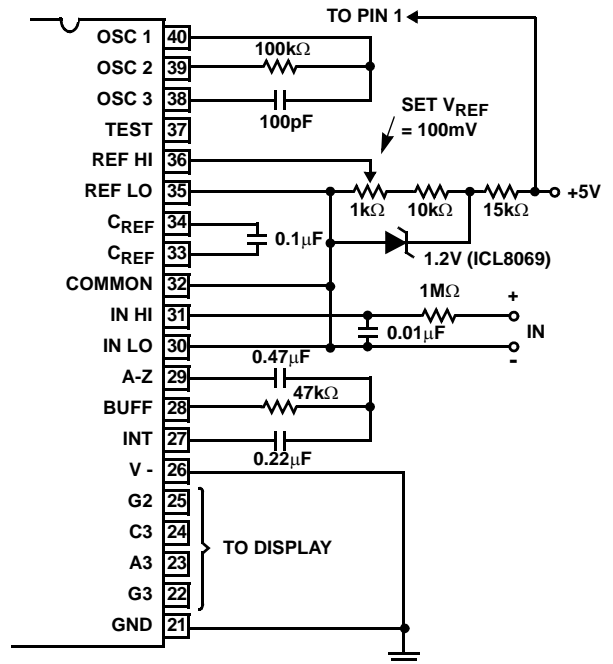 TO PIN 1
OSC 1 40
OSC 2 39
100kΩ
OSC 3 38
100pF
TEST 37
SET VREF
= 100mV
REF HI 36
REF LO 35
1kΩ 10kΩ 15kΩ
+5V
CREF 34
CREF 33
0.1μF
1.2V (ICL8069)
COMMON 32
IN HI 31
1MΩ
+
0.01μF
IN
IN LO 30
-
0.47μF
A-Z 29
BUFF 28
47kΩ
INT 27
0.22μF
V - 26
G2 25
C3 24
TO DISPLAY
A3 23
G3 22
GND 21